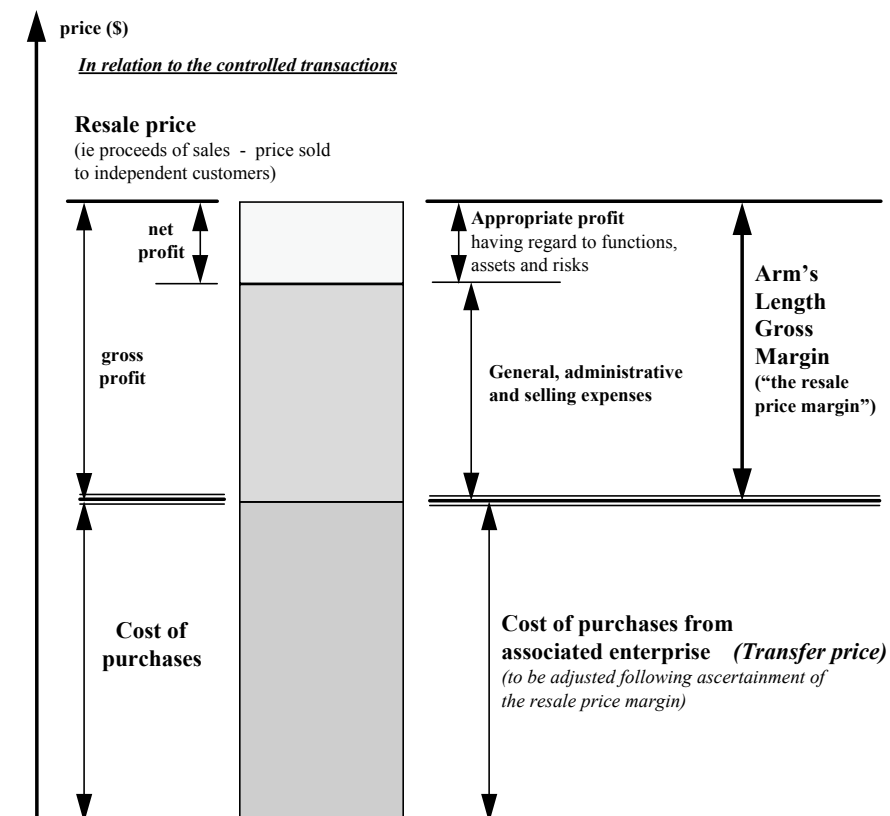 price ($)
In relation to the controlled transactions
Resale price
(ie proceeds of sales - price sold
to independent customers)
net
profit
Appropriate profit
having regard to functions,
assets and risks
Arm's
Length
Gross
Margin
(“the resale
price margin”)
gross
profit
General, administrative
and selling expenses
Cost of
purchases
Cost of purchases from
associated enterprise (Transfer price)
(to be adjusted following ascertainment of
the resale price margin)